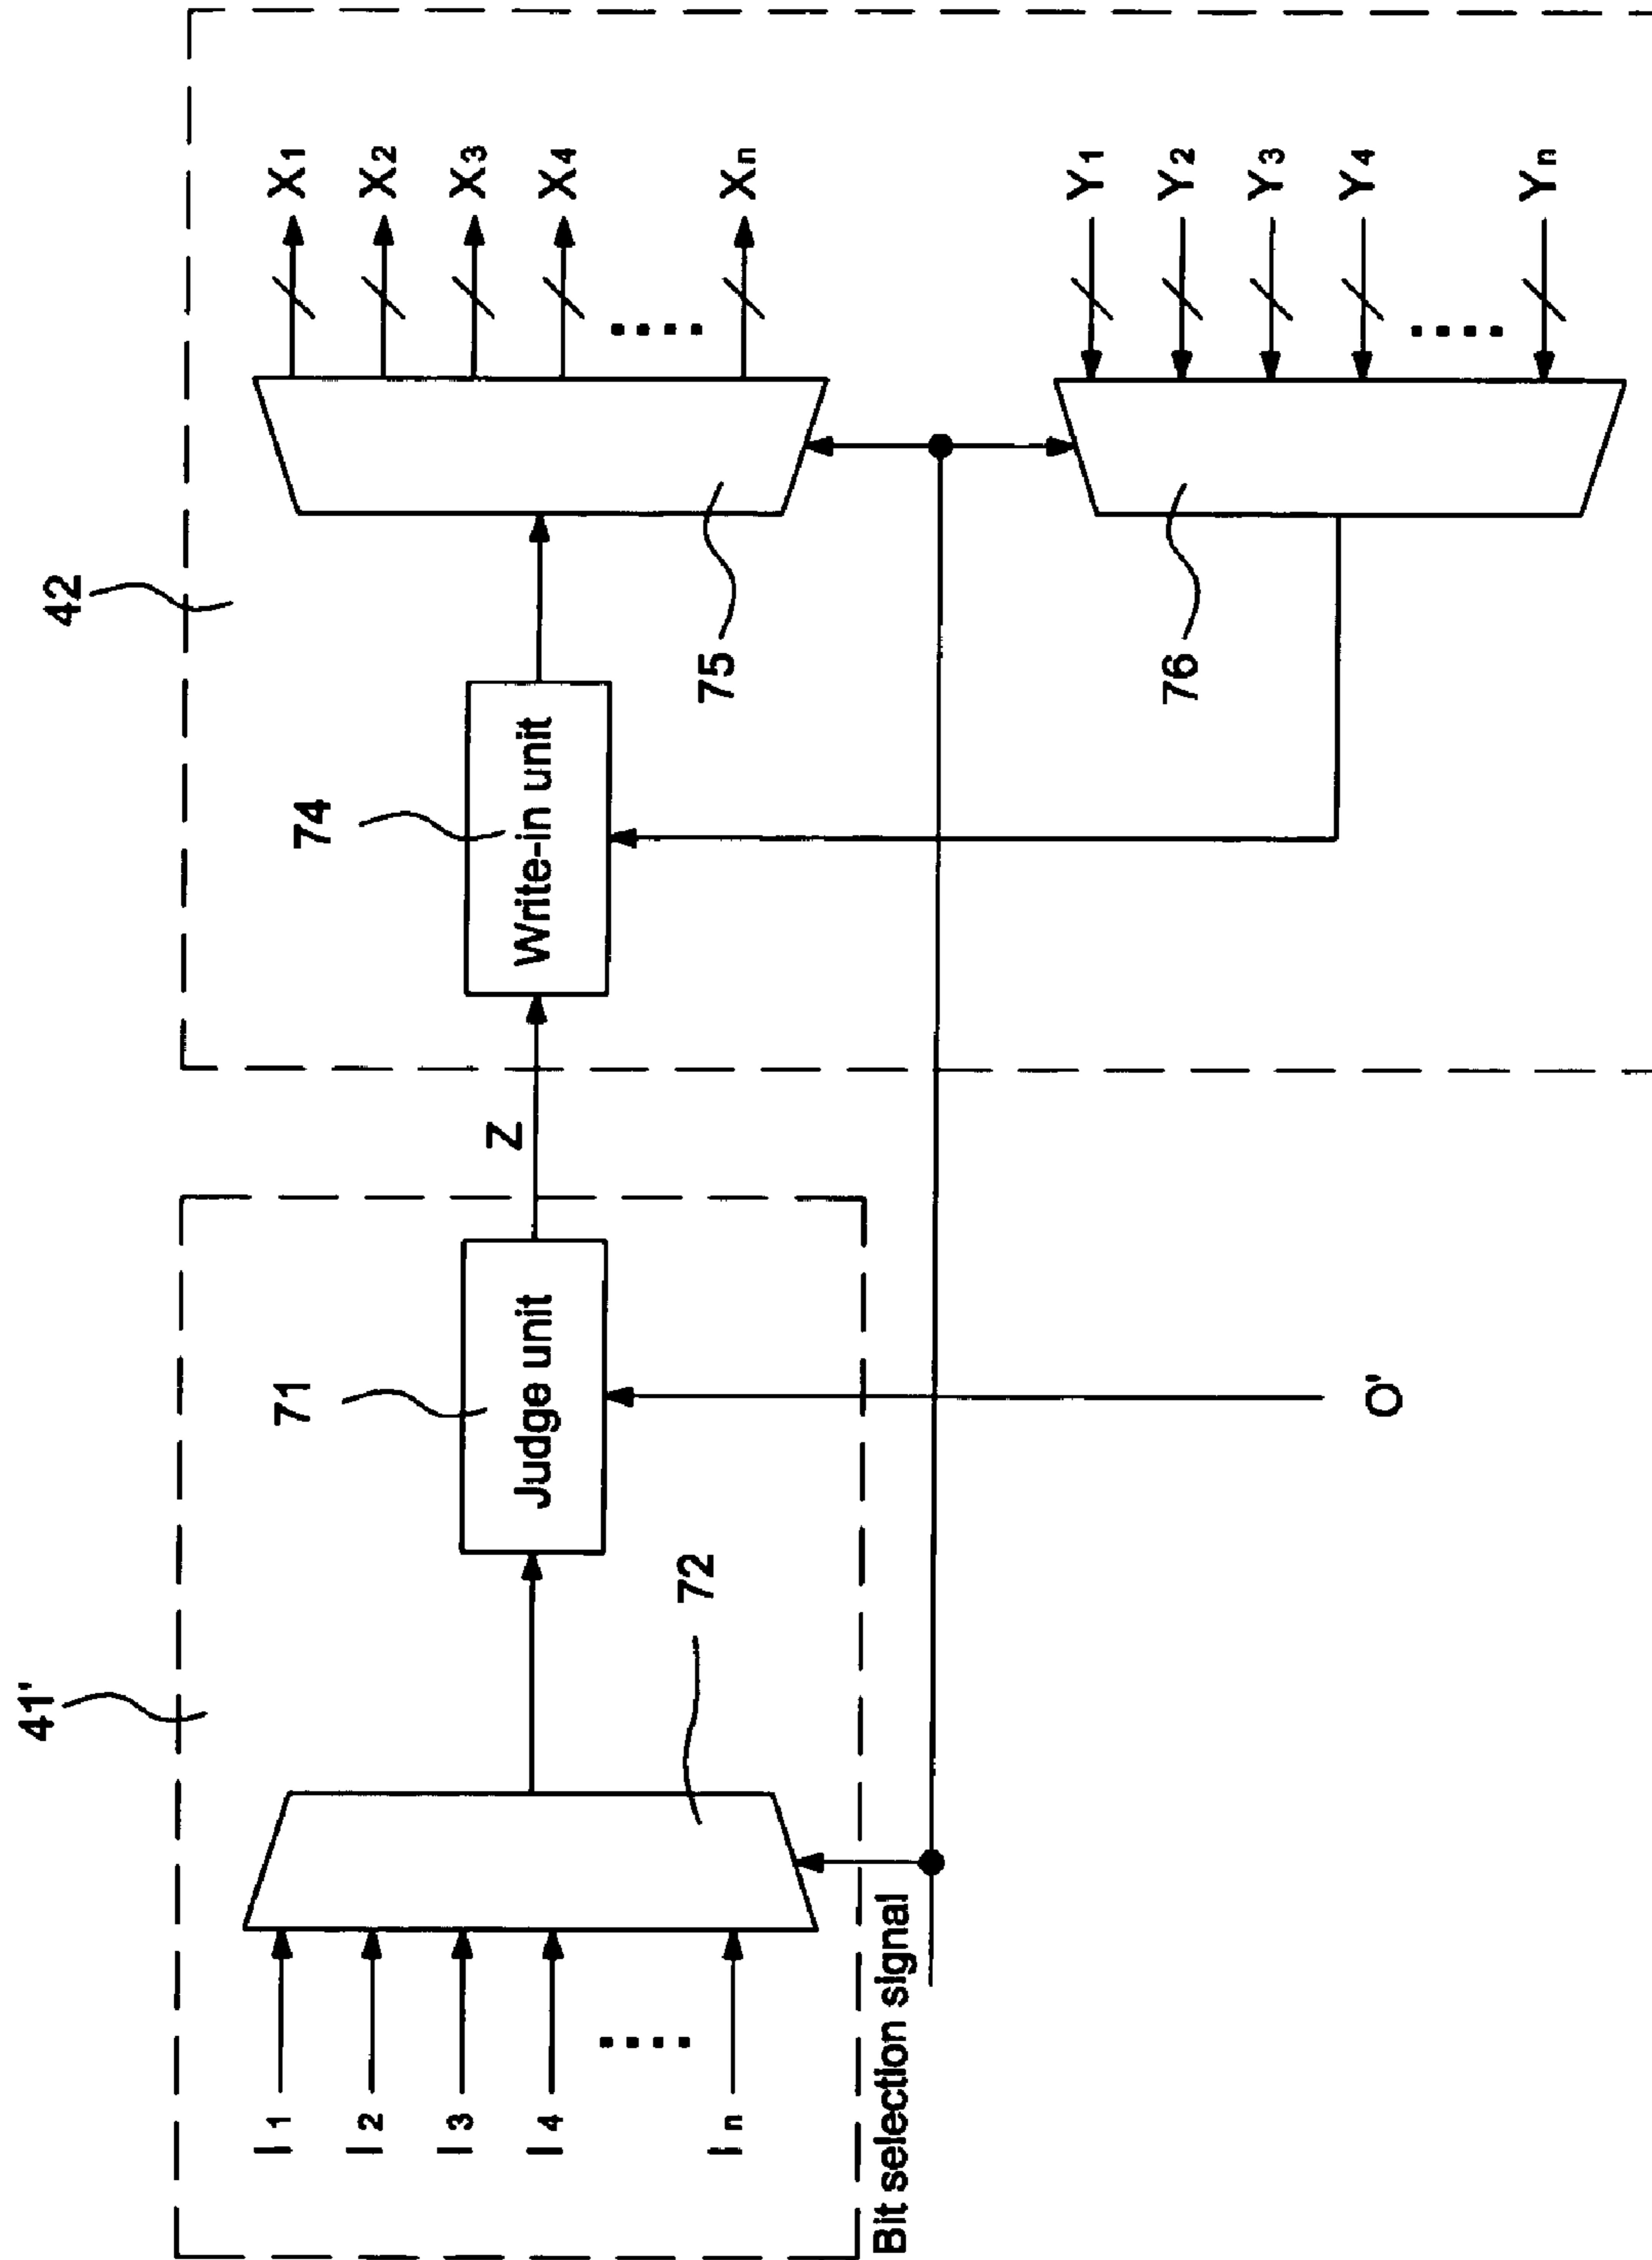 41'
42
I1
I2
I3
I4
In
72
71
Judge unit
Z
74
Write-in unit
75
X1
X2
X3
X4
Xn
Bit selection signal
O'
76
Y1
Y2
Y3
Y4
Yn